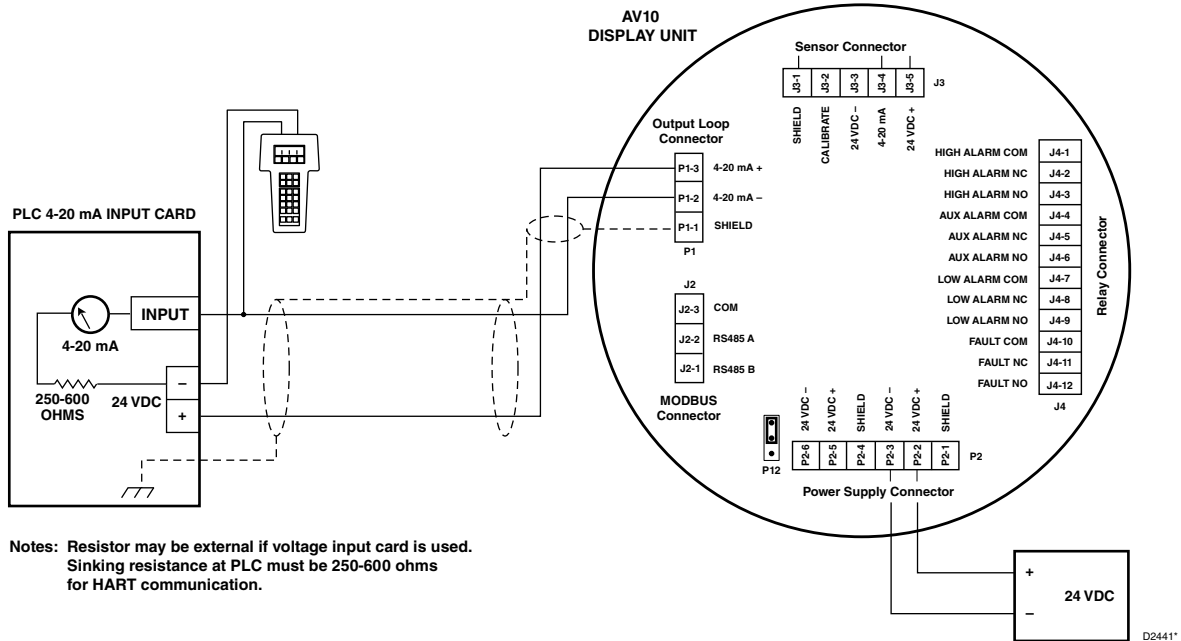 AV10
DISPLAY UNIT
Sensor Connector
J3-1
J3-2
J3-3
J3-4
J3-5
J3
SHIELD
CALIBRATE
24 VDC –
4-20 mA
24 VDC +
Output Loop
Connector
P1-3 4-20 mA +
P1-2 4-20 mA –
P1-1 SHIELD
P1
J2
J2-3 COM
J2-2 RS485 A
J2-1 RS485 B
MODBUS
Connector
HIGH ALARM COM J4-1
HIGH ALARM NC J4-2
HIGH ALARM NO J4-3
AUX ALARM COM J4-4
AUX ALARM NC J4-5
AUX ALARM NO J4-6
LOW ALARM COM J4-7
LOW ALARM NC J4-8
LOW ALARM NO J4-9
FAULT COM J4-10
FAULT NC J4-11
FAULT NO J4-12
J4
Relay Connector
24 VDC –
24 VDC +
SHIELD
24 VDC –
24 VDC +
SHIELD
P2-6
P2-5
P2-4
P2-3
P2-2
P2-1
P2
P12
Power Supply Connector
PLC 4-20 mA INPUT CARD
INPUT
4-20 mA
250-600
OHMS
24 VDC
–
+
+
24 VDC
–
Notes: Resistor may be external if voltage input card is used.
Sinking resistance at PLC must be 250-600 ohms
for HART communication.
D2441*